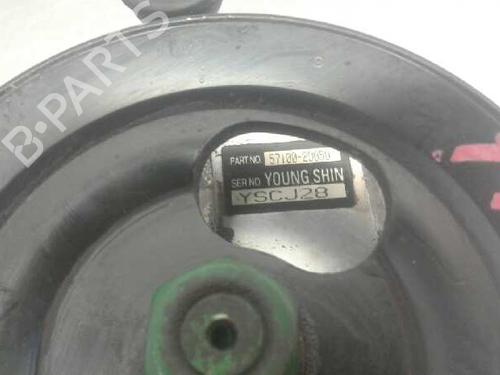 B-PARTS
PART NO. 57100-2D050
SER NO. YOUNG SHIN
YSCJ28